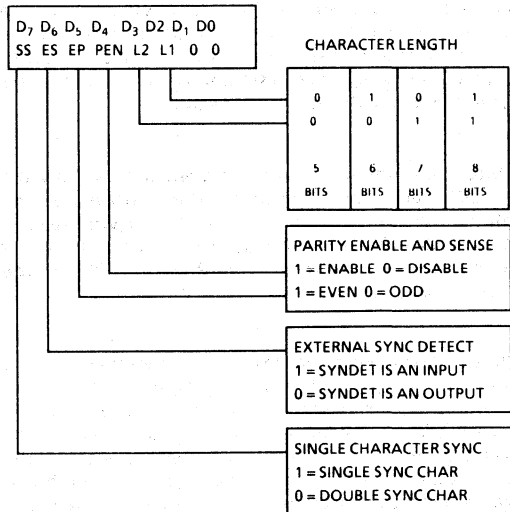 D7 D6 D5 D4 D3 D2 D1 D0
SS ES EP PEN L2 L1 0 0
CHARACTER LENGTH
0 1 0 1
0 0 1 1
5 6 7 8
BITS BITS BITS BITS
PARITY ENABLE AND SENSE
1 = ENABLE 0 = DISABLE
1 = EVEN 0 = ODD
EXTERNAL SYNC DETECT
1 = SYNDET IS AN INPUT
0 = SYNDET IS AN OUTPUT
SINGLE CHARACTER SYNC
1 = SINGLE SYNC CHAR
0 = DOUBLE SYNC CHAR